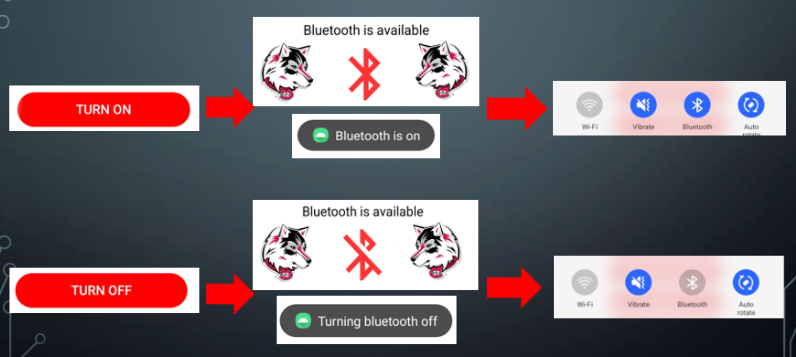 Bluetooth is available
TURN ON
Bluetooth is on
Wi-Fi
Vibrate
Bluetooth
Auto
rotate
Bluetooth is available
TURN OFF
Turning bluetooth off
Wi-Fi
Vibrate
Bluetooth
Auto
rotate